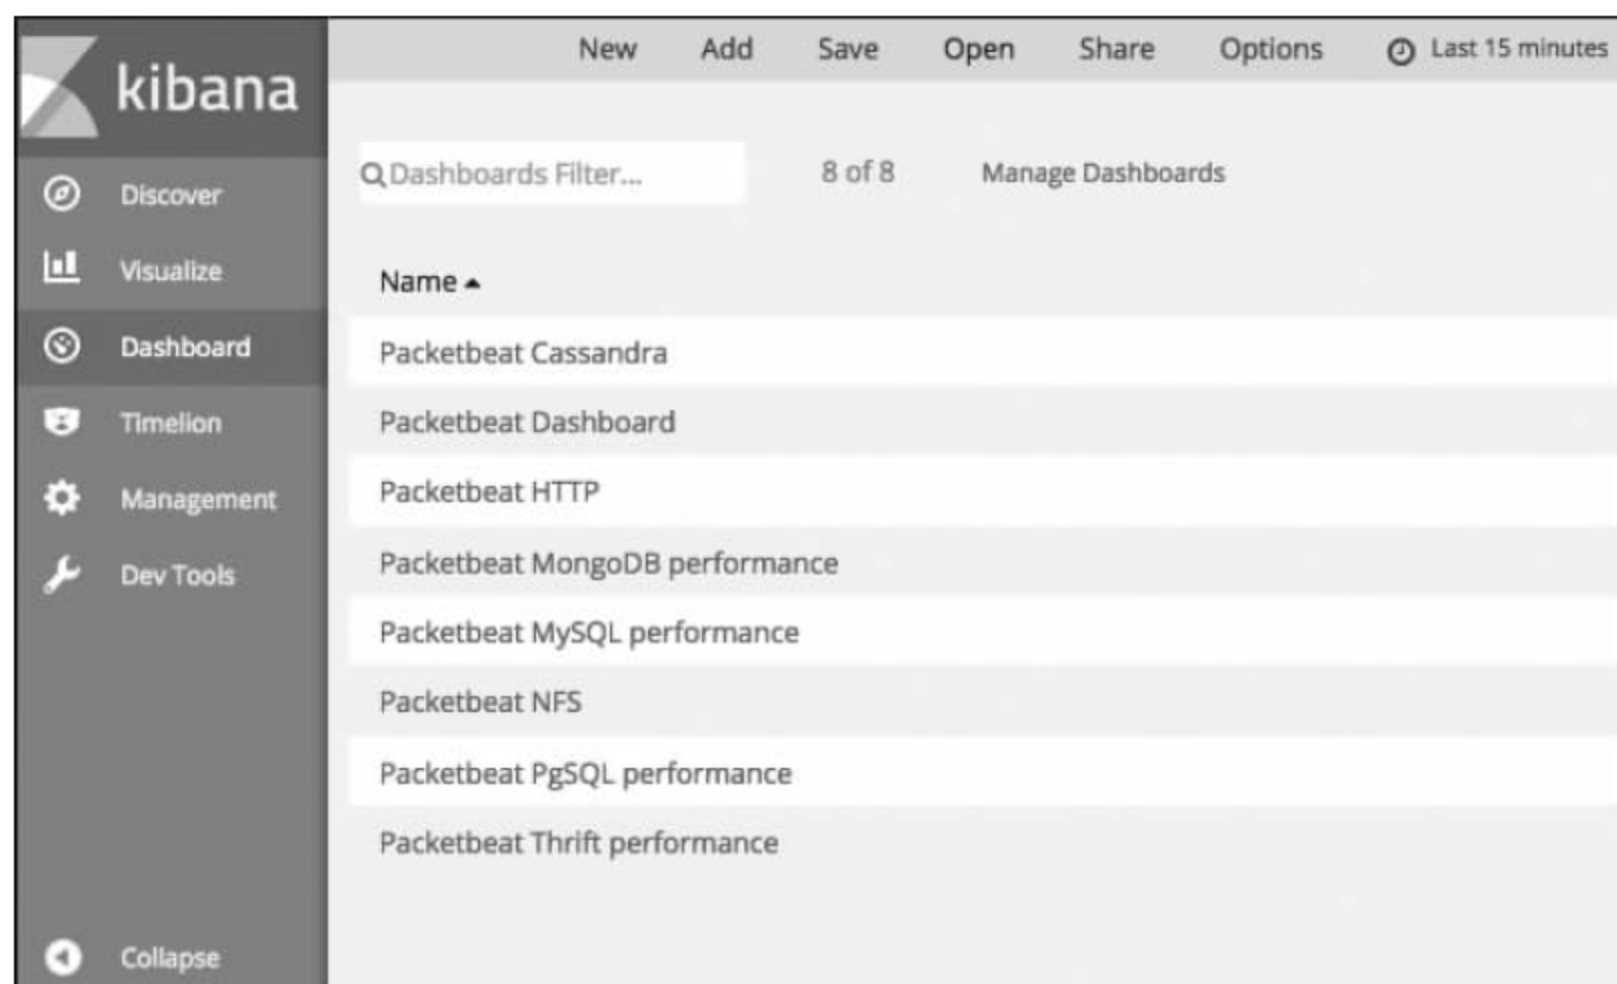 kibana
New Add Save Open Share Options Last 15 minutes
Dashboards Filter... 8 of 8 Manage Dashboards
Discover
Visualize
Dashboard
Timelion
Management
Dev Tools
Collapse
Name
Packetbeat Cassandra
Packetbeat Dashboard
Packetbeat HTTP
Packetbeat MongoDB performance
Packetbeat MySQL performance
Packetbeat NFS
Packetbeat PgSQL performance
Packetbeat Thrift performance